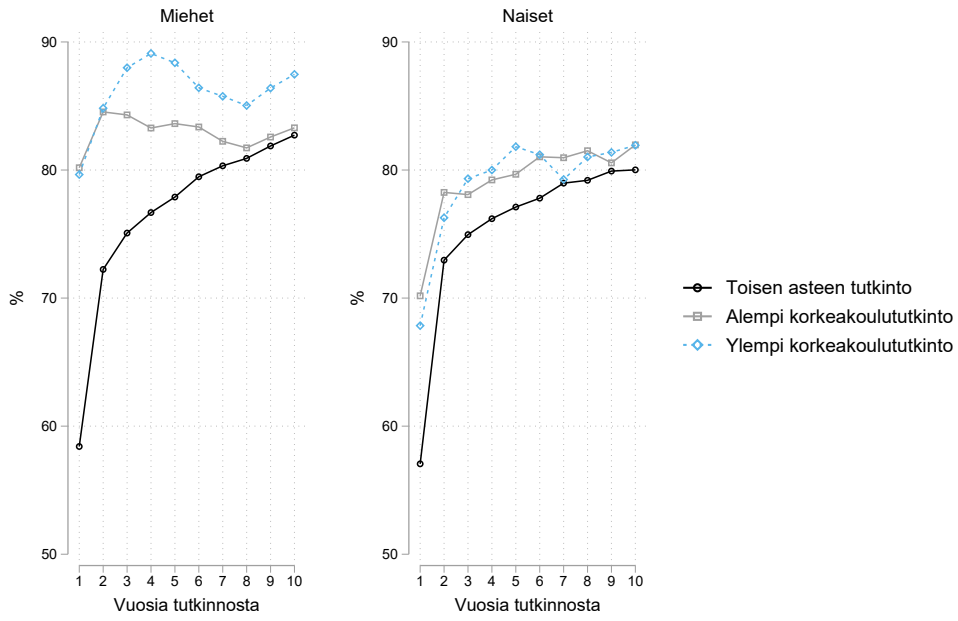 Miehet
90
80
70
60
50
%
1 2 3 4 5 6 7 8 9 10
Vuosia tutkinnosta
Naiset
90
80
70
60
50
%
1 2 3 4 5 6 7 8 9 10
Vuosia tutkinnosta
Toisen asteen tutkinto
Alempi korkeakoulututkinto
Ylempi korkeakoulututkinto